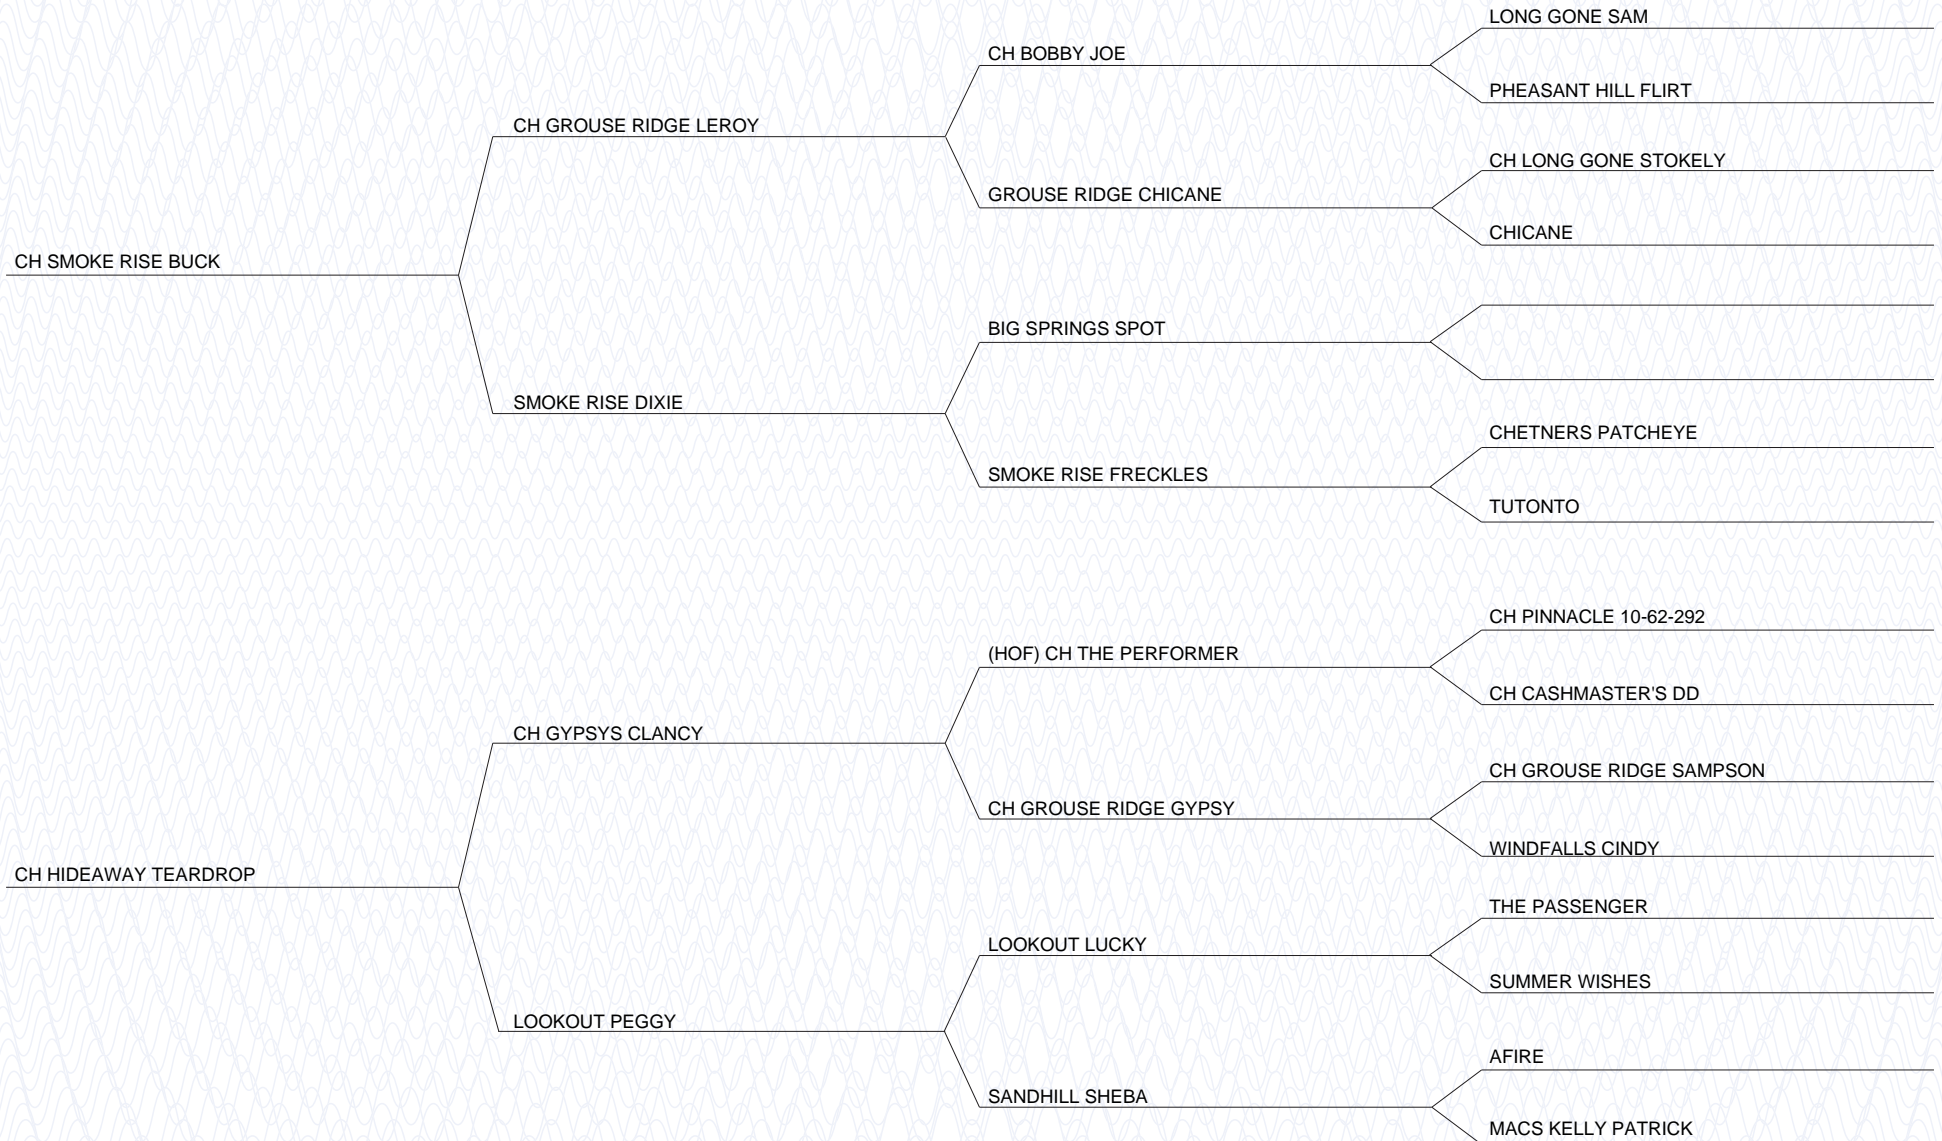 LONG GONE SAM
CH BOBBY JOE
PHEASANT HILL FLIRT
CH GROUSE RIDGE LEROY
CH LONG GONE STOKELY
GROUSE RIDGE CHICANE
CHICANE
CH SMOKE RISE BUCK
BIG SPRINGS SPOT
SMOKE RISE DIXIE
CHETNERS PATCHEYE
SMOKE RISE FRECKLES
TUTONTO
CH PINNACLE 10-62-292
(HOF) CH THE PERFORMER
CH CASHMASTER'S DD
CH GYPSYS CLANCY
CH GROUSE RIDGE SAMPSON
CH GROUSE RIDGE GYPSY
WINDFALLS CINDY
CH HIDEAWAY TEARDROP
THE PASSENGER
LOOKOUT LUCKY
SUMMER WISHES
LOOKOUT PEGGY
AFIRE
SANDHILL SHEBA
MACS KELLY PATRICK